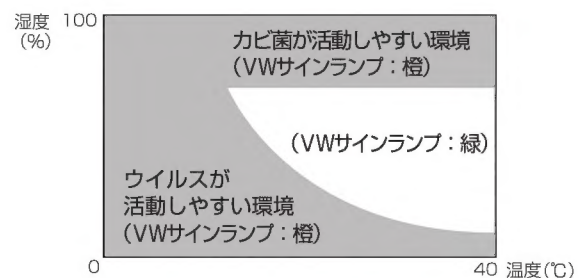 湿度 100
(%)
カビ菌が活動しやすい環境
(VWサインランプ:橙)
(VWサインランプ:緑)
ウイルスが
活動しやすい環境
(VWサインランプ:橙)
0 40 温度(℃)